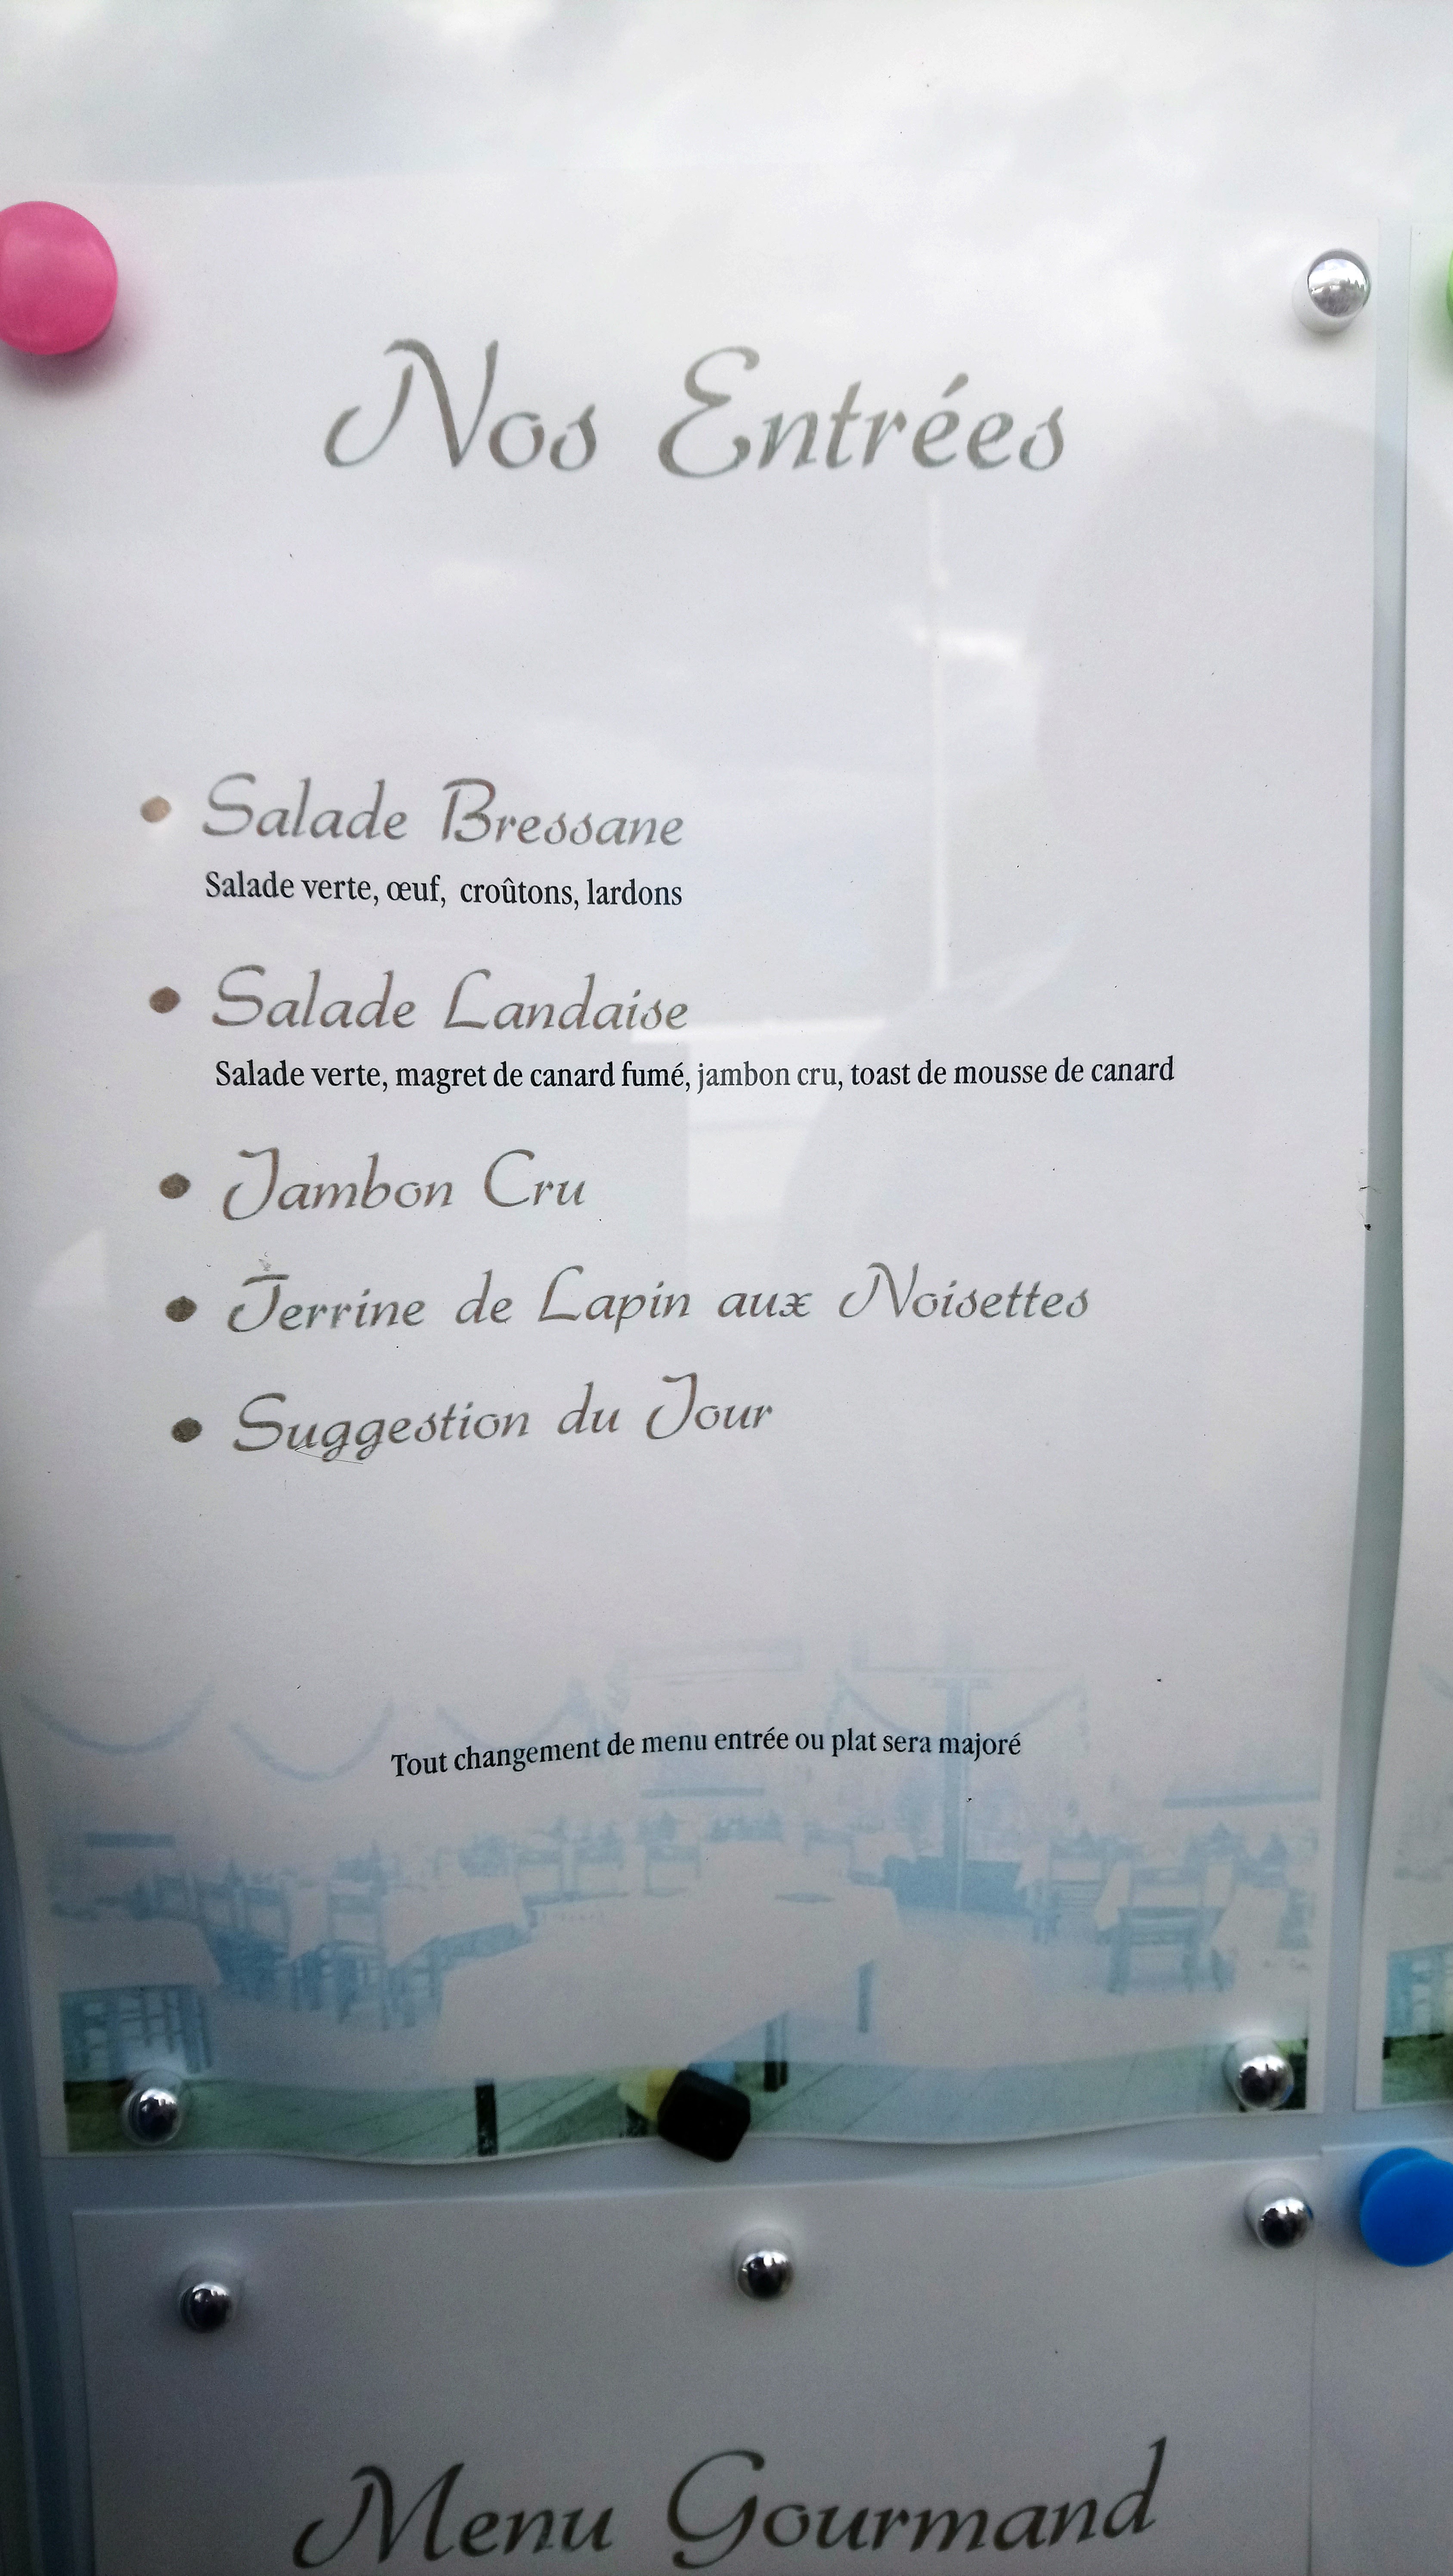 Nos Entrées
• Salade Bressane
Salade verte, œuf, croûtons, lardons
• Salade Landaise
Salade verte, magret de canard fumé, jambon cru, toast de mousse de canard
• Jambon Cru
• Terrine de Lapin aux Noisettes
• Suggestion du Jour
Tout changement de menu entrée ou plat sera majoré
Menu Gourmand